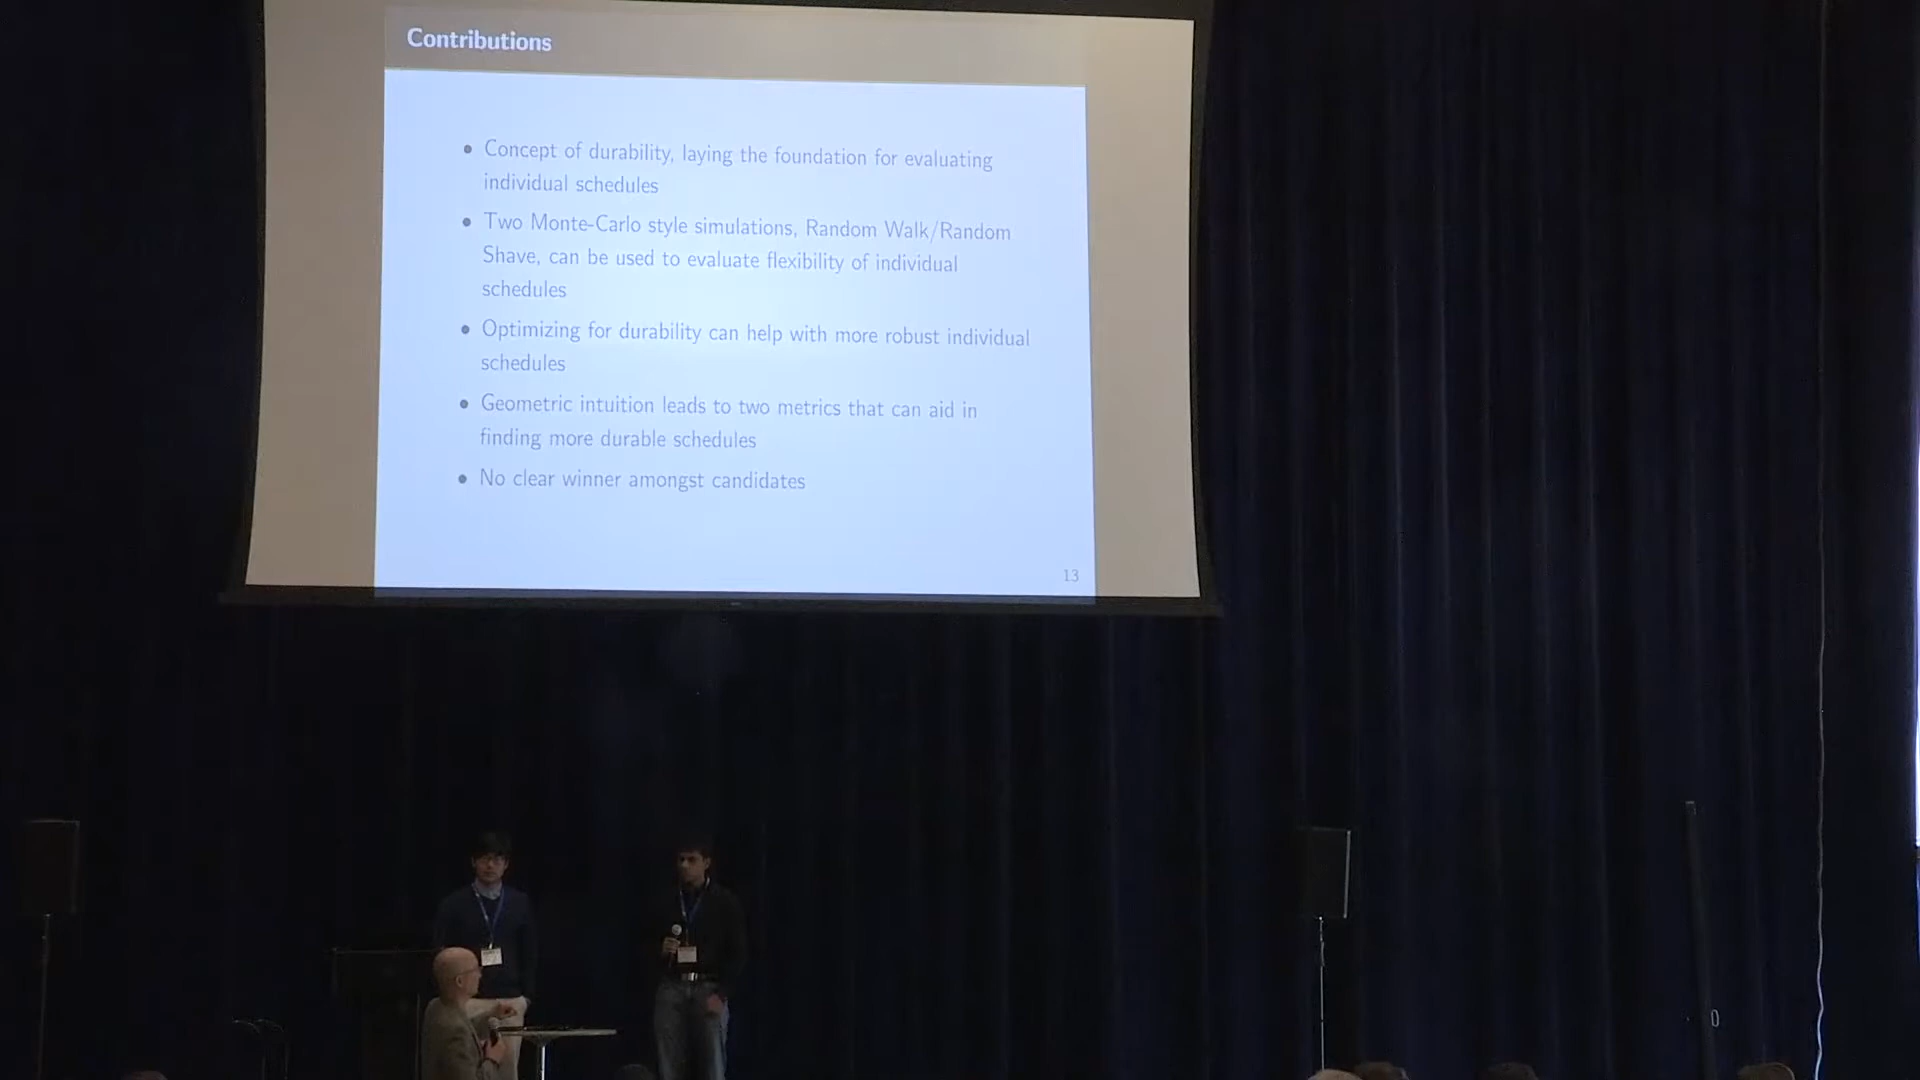 Contributions
• Concept of durability, laying the foundation for evaluating
individual schedules
• Two Monte-Carlo style simulations, Random Walk/Random
Shave, can be used to evaluate flexibility of individual
schedules
• Optimizing for durability can help with more robust individual
schedules
• Geometric intuition leads to two metrics that can aid in
finding more durable schedules
• No clear winner amongst candidates
13